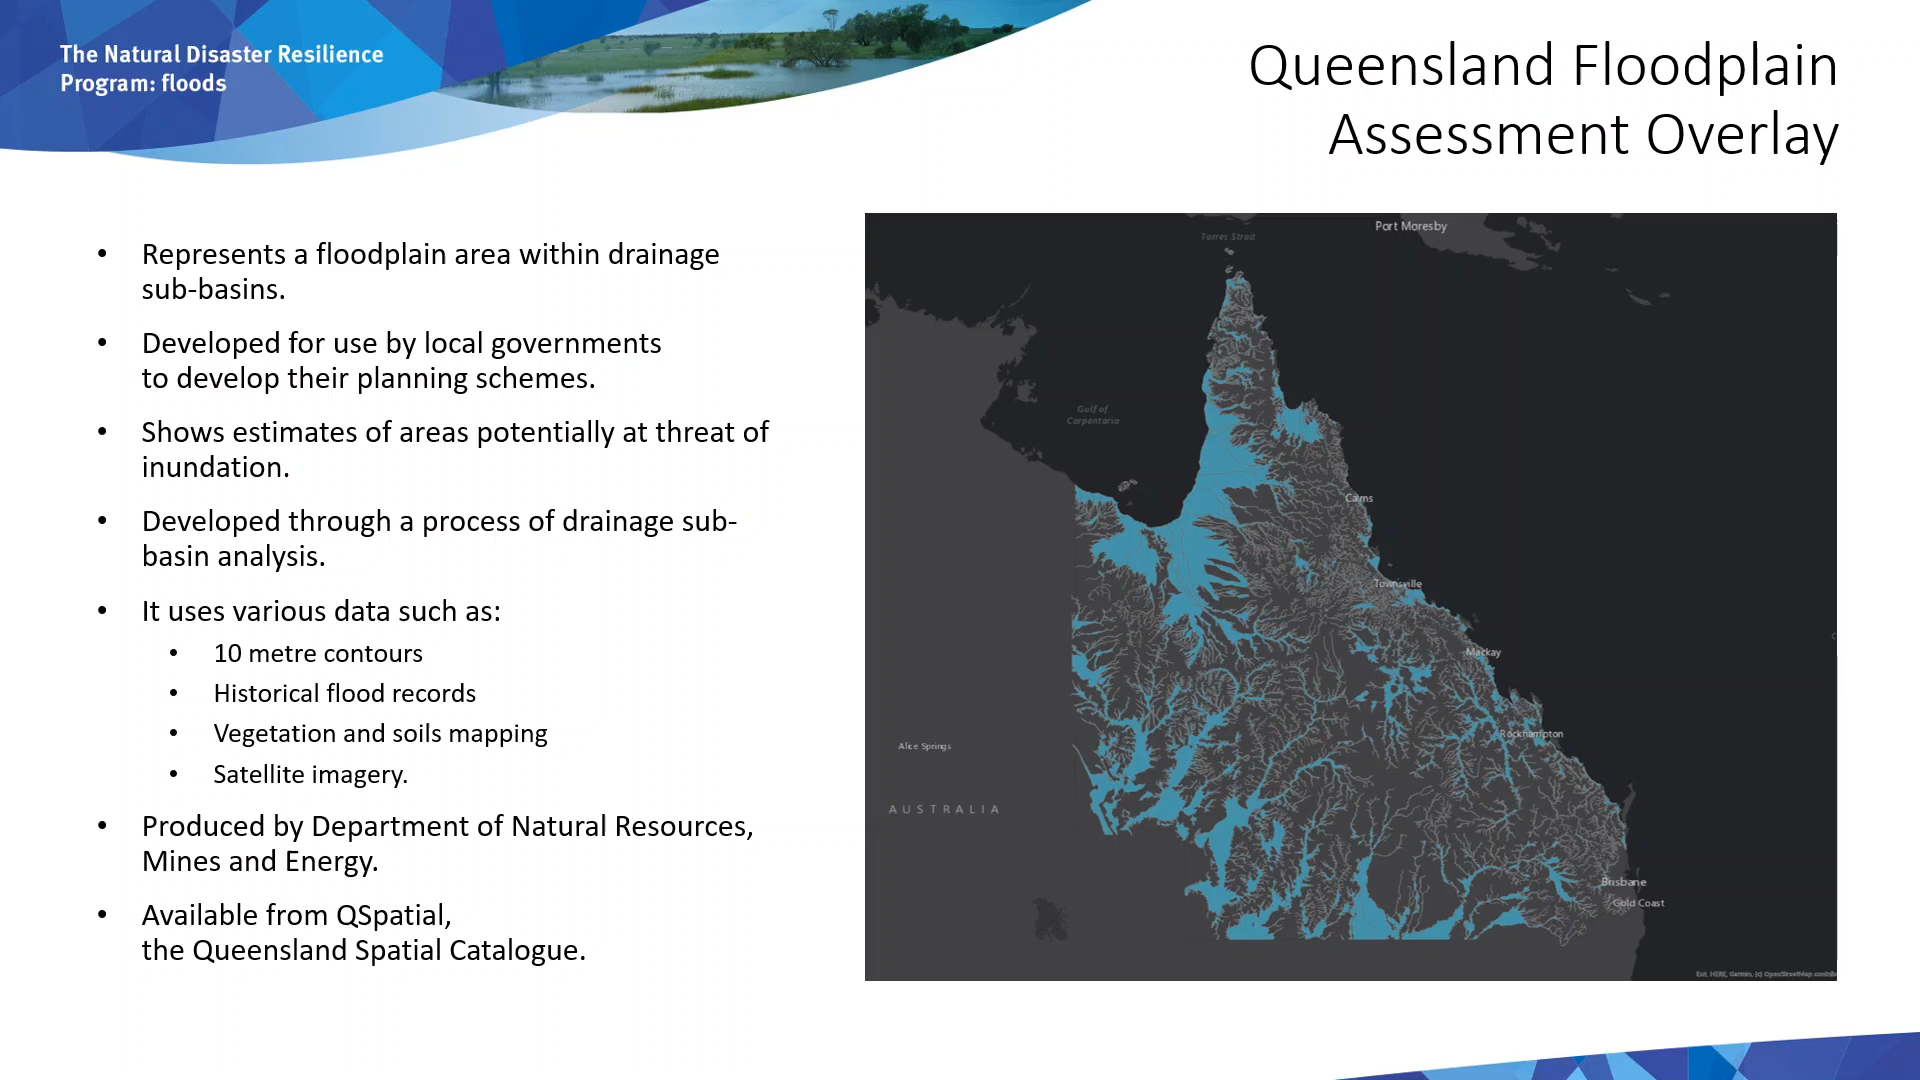 The Natural Disaster Resilience
Program: floods
Queensland Floodplain
Assessment Overlay
• Represents a floodplain area within drainage
sub-basins.
• Developed for use by local governments
to develop their planning schemes.
• Shows estimates of areas potentially at threat of
inundation.
• Developed through a process of drainage sub-
basin analysis.
• It uses various data such as:
• 10 metre contours
• Historical flood records
• Vegetation and soils mapping
• Satellite imagery.
• Produced by Department of Natural Resources,
Mines and Energy.
• Available from QSpatial,
the Queensland Spatial Catalogue.
Port Moresby
Torres Strait
Gulf of
Carpentaria
Cairns
Townsville
Mackay
Rockhampton
Alice Springs
AUSTRALIA
Brisbane
Gold Coast
Esri, HERE, Garmin, (c) OpenStreetMap contrib